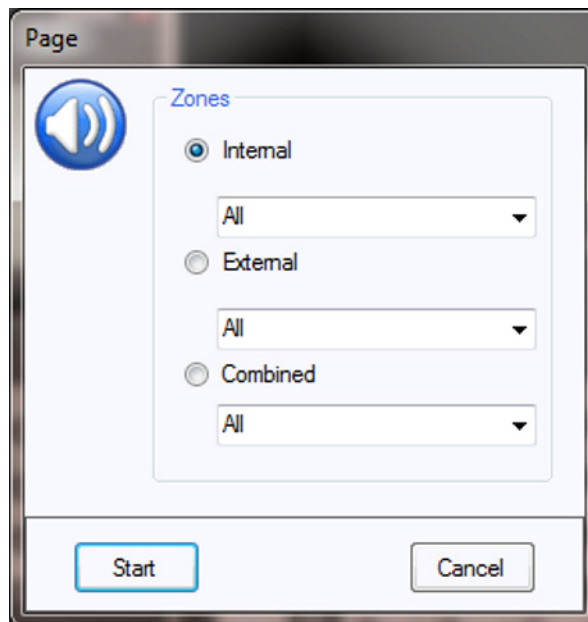 Page
Zones
Internal
All
External
All
Combined
All
Start Cancel